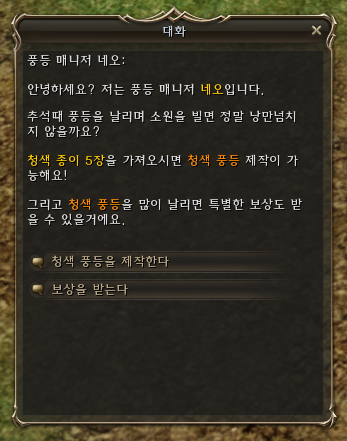 대화
풍등 매니저 네오:
안녕하세요? 저는 풍등 매니저 네오입니다.
추석때 풍등을 날리며 소원을 빌면 정말 낭만넘치
지 않을까요?
청색 종이 5장을 가져오시면 청색 풍등 제작이 가
능해요!
그리고 청색 풍등을 많이 날리면 특별한 보상도 받
을 수 있을거에요.
청색 풍등을 제작한다
보상을 받는다